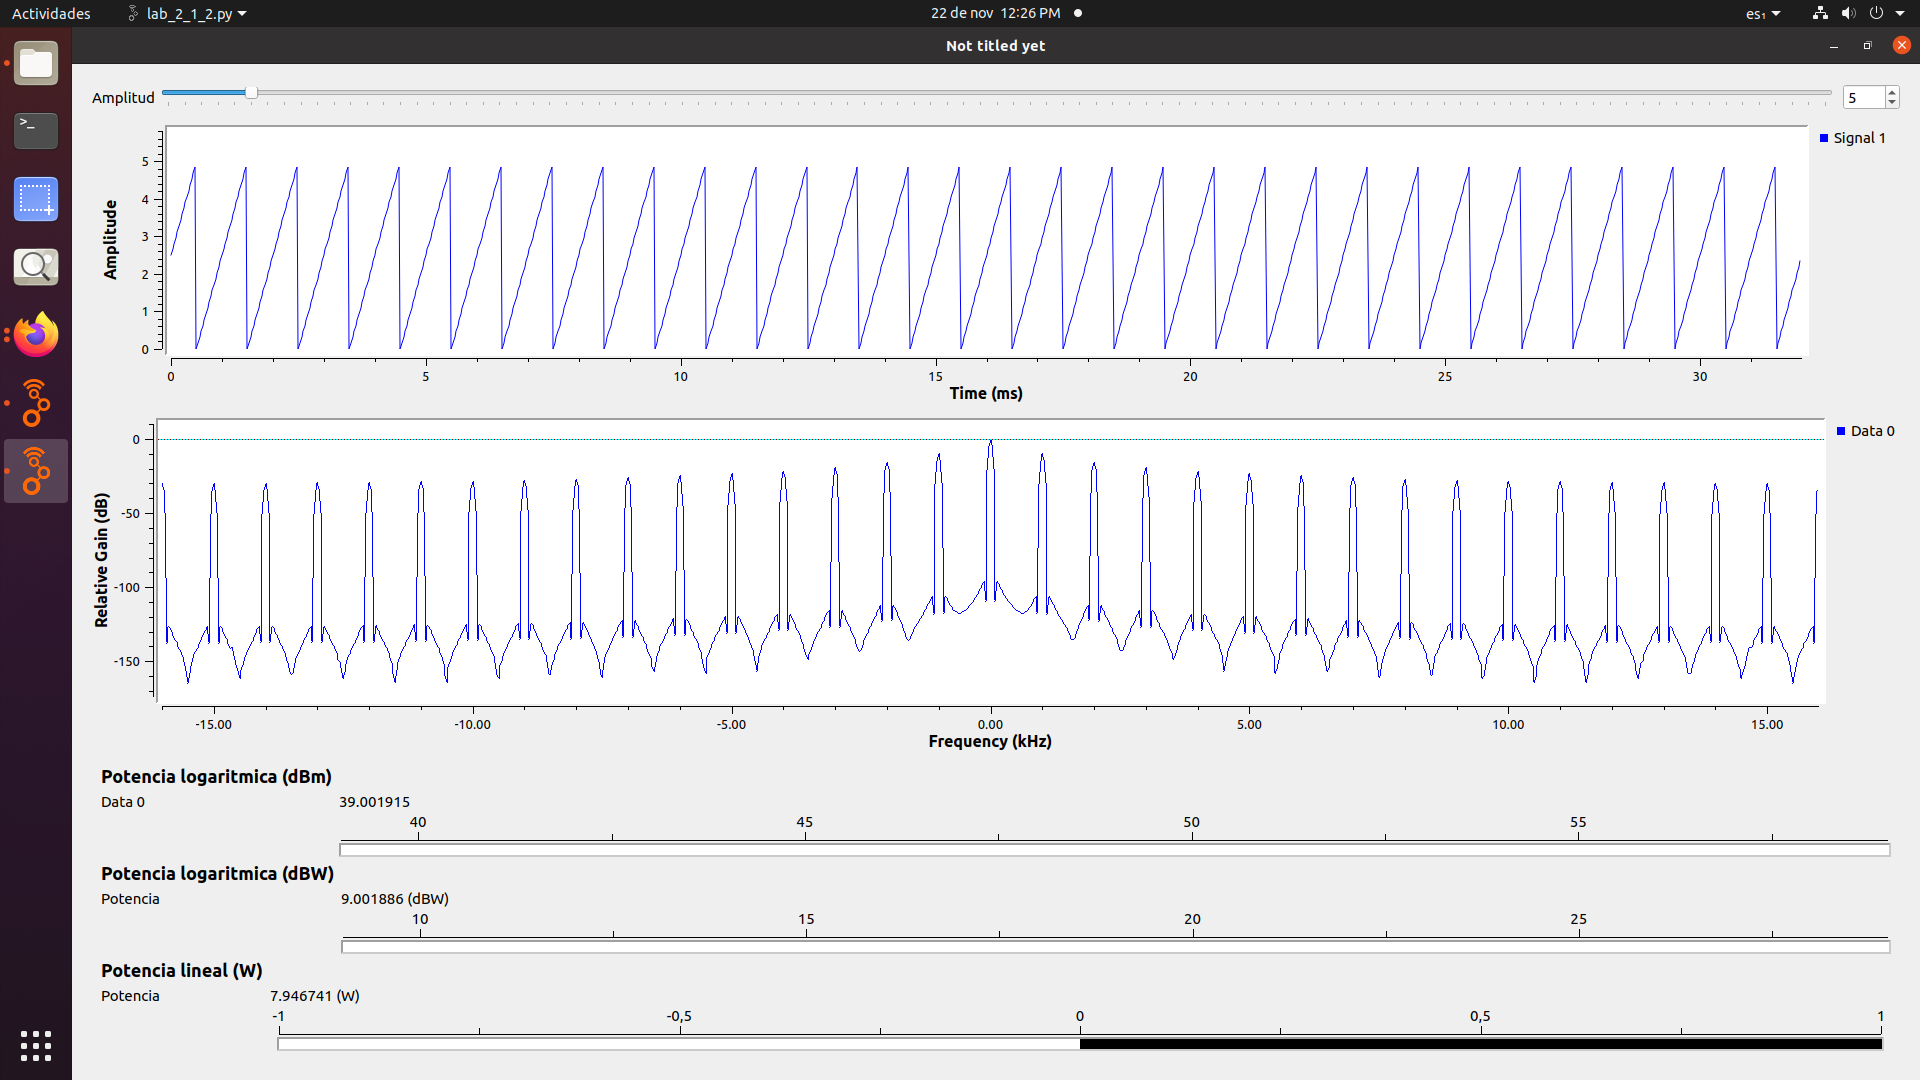 Actividades lab_2_1_2.py 22 de nov 12:26 PM es₁
Not titled yet
Amplitud 5
Signal 1
Amplitude
5
4
3
2
1
0
0 5 10 15 20 25 30
Time (ms)
Data 0
Relative Gain (dB)
0
-50
-100
-150
-15.00 -10.00 -5.00 0.00 5.00 10.00 15.00
Frequency (kHz)
Potencia logaritmica (dBm)
Data 0 39.001915
40 45 50 55
Potencia logaritmica (dBW)
Potencia 9.001886 (dBW)
10 15 20 25
Potencia lineal (W)
Potencia 7.946741 (W)
-1 -0,5 0 0,5 1